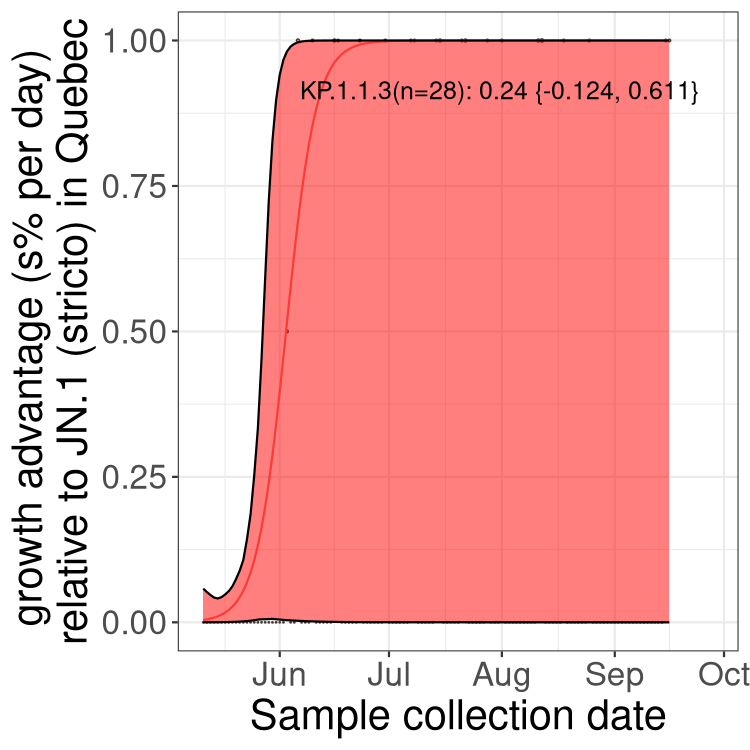 growth advantage (s% per day)
relative to JN.1 (stricto) in Quebec
1.00
0.75
0.50
0.25
0.00
KP.1.1.3(n=28): 0.24 {-0.124, 0.611}
Jun Jul Aug Sep Oct
Sample collection date